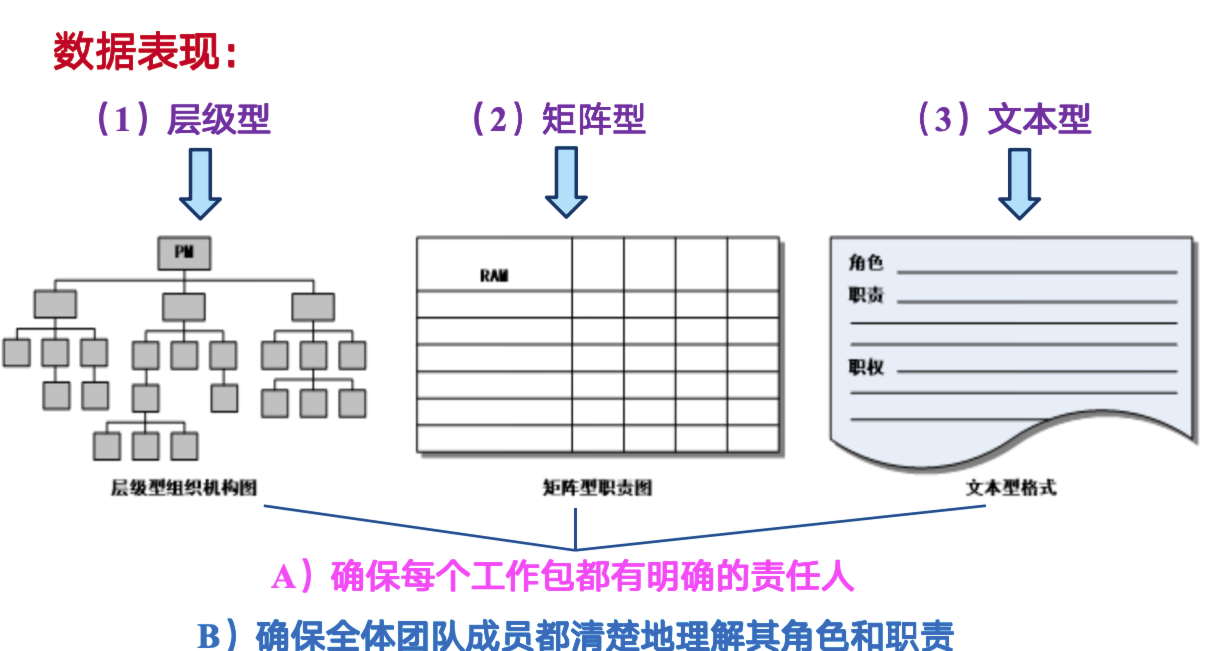 数据表现：
（1）层级型
（2）矩阵型
（3）文本型
PM
RAM
角色
职责
职权
层级型组织机构图
矩阵型职责图
文本型格式
A）确保每个工作包都有明确的责任人
B）确保全体团队成员都清楚地理解其角色和职责